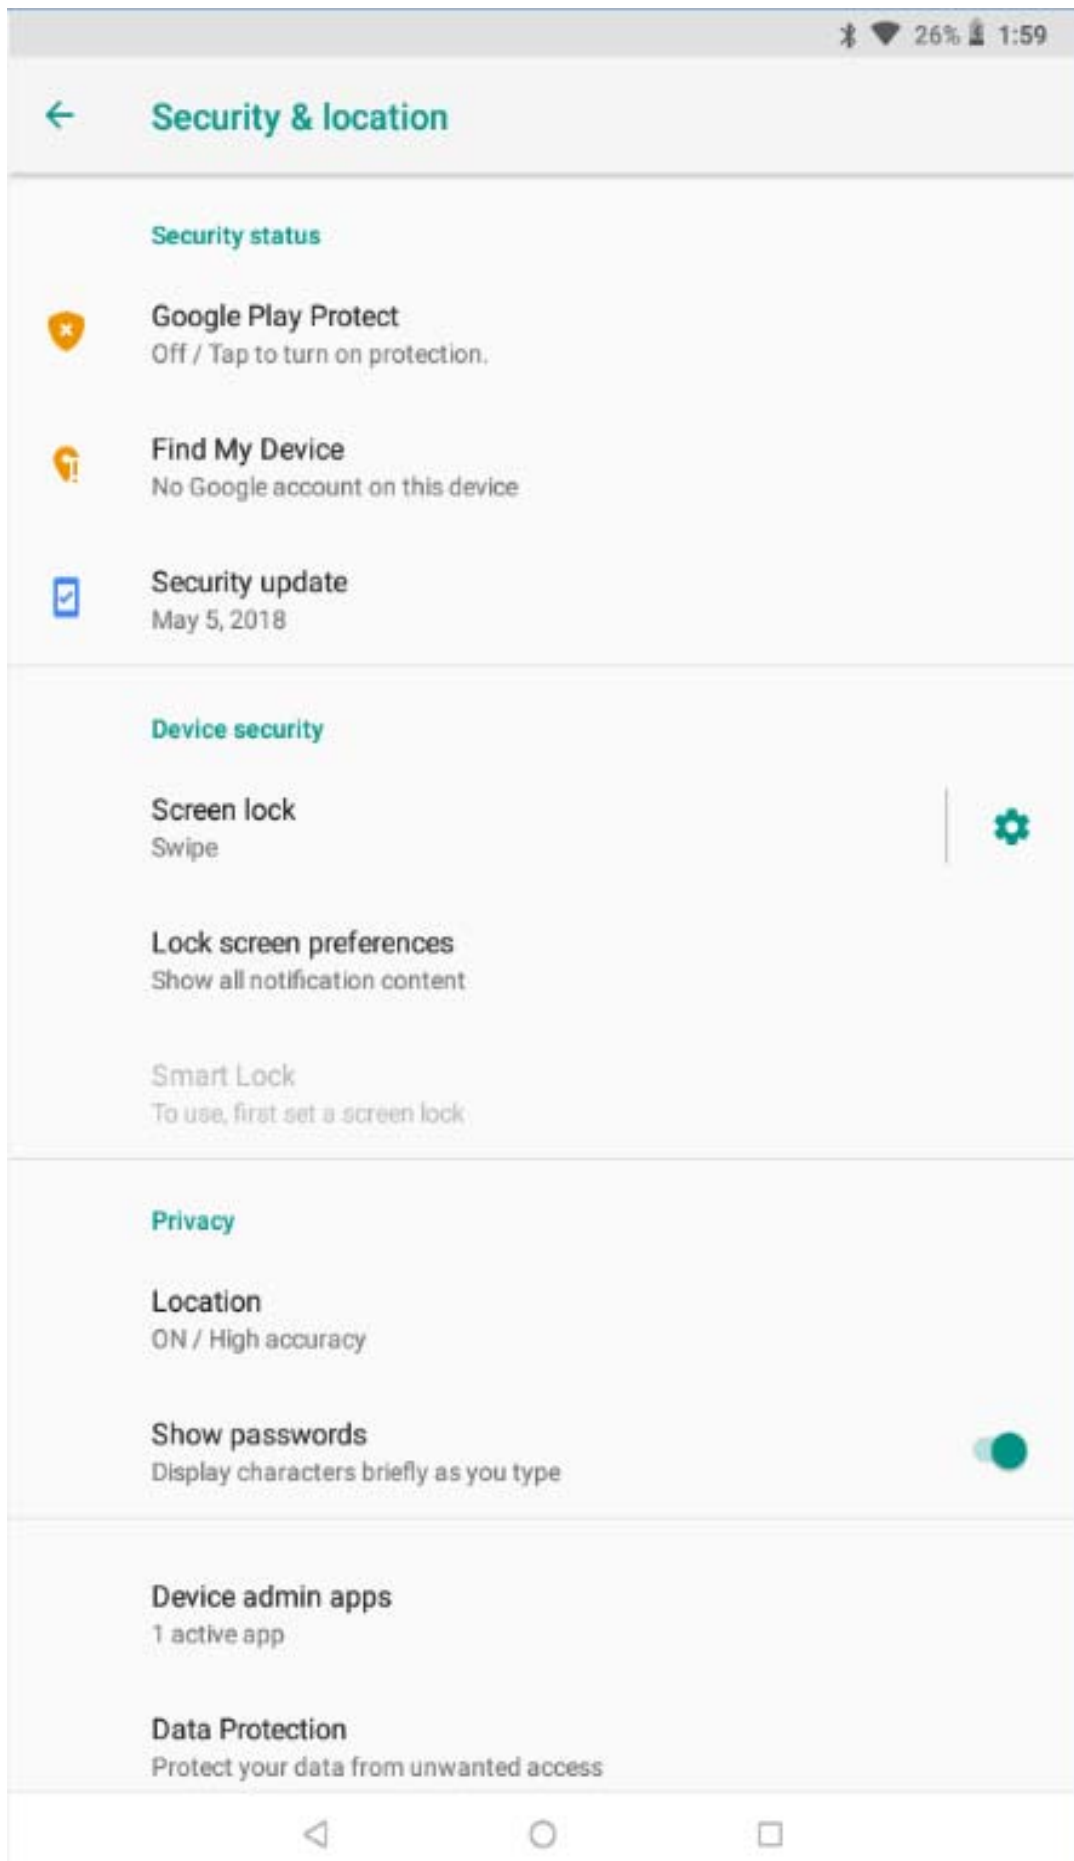 26% 1:59
Security & location
Security status
Google Play Protect
Off / Tap to turn on protection.
Find My Device
No Google account on this device
Security update
May 5, 2018
Device security
Screen lock
Swipe
Lock screen preferences
Show all notification content
Smart Lock
To use, first set a screen lock
Privacy
Location
ON / High accuracy
Show passwords
Display characters briefly as you type
Device admin apps
1 active app
Data Protection
Protect your data from unwanted access